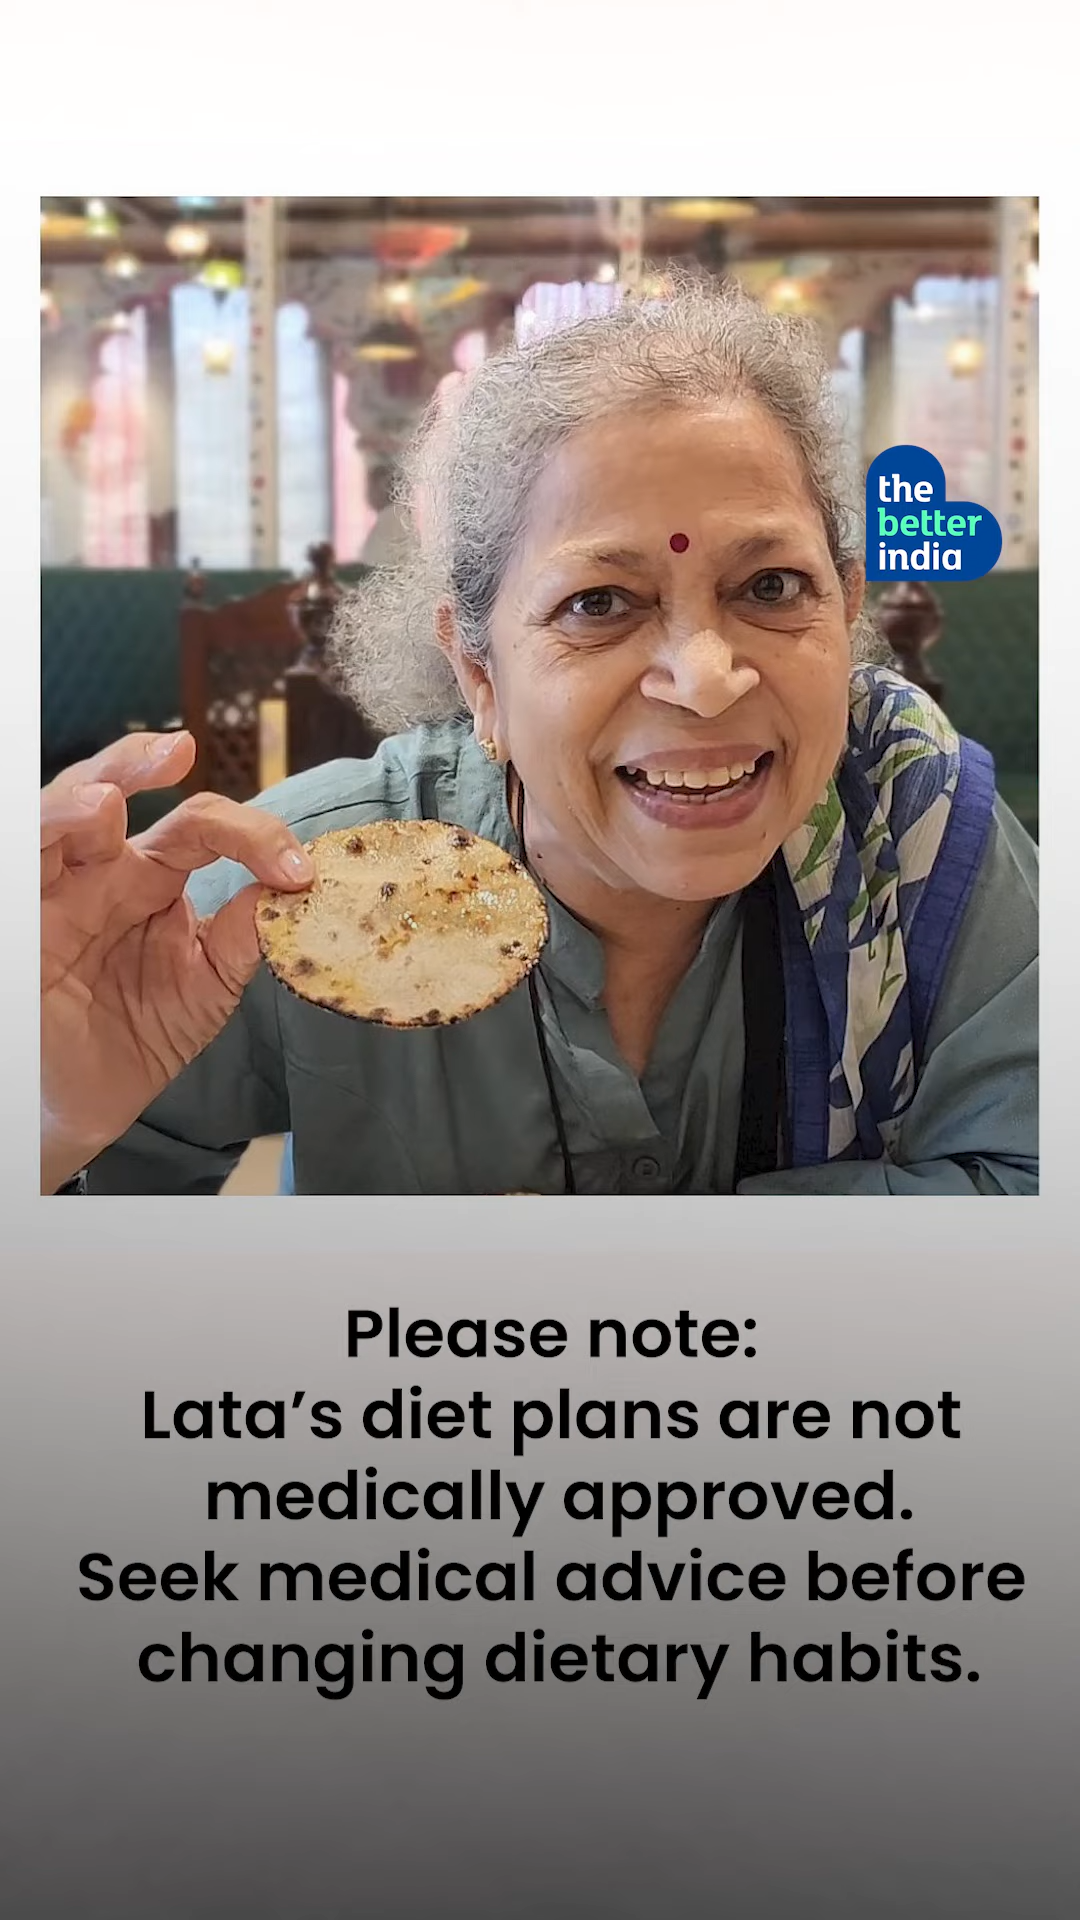 the
better
india
Please note:
Lata’s diet plans are not
medically approved.
Seek medical advice before
changing dietary habits.